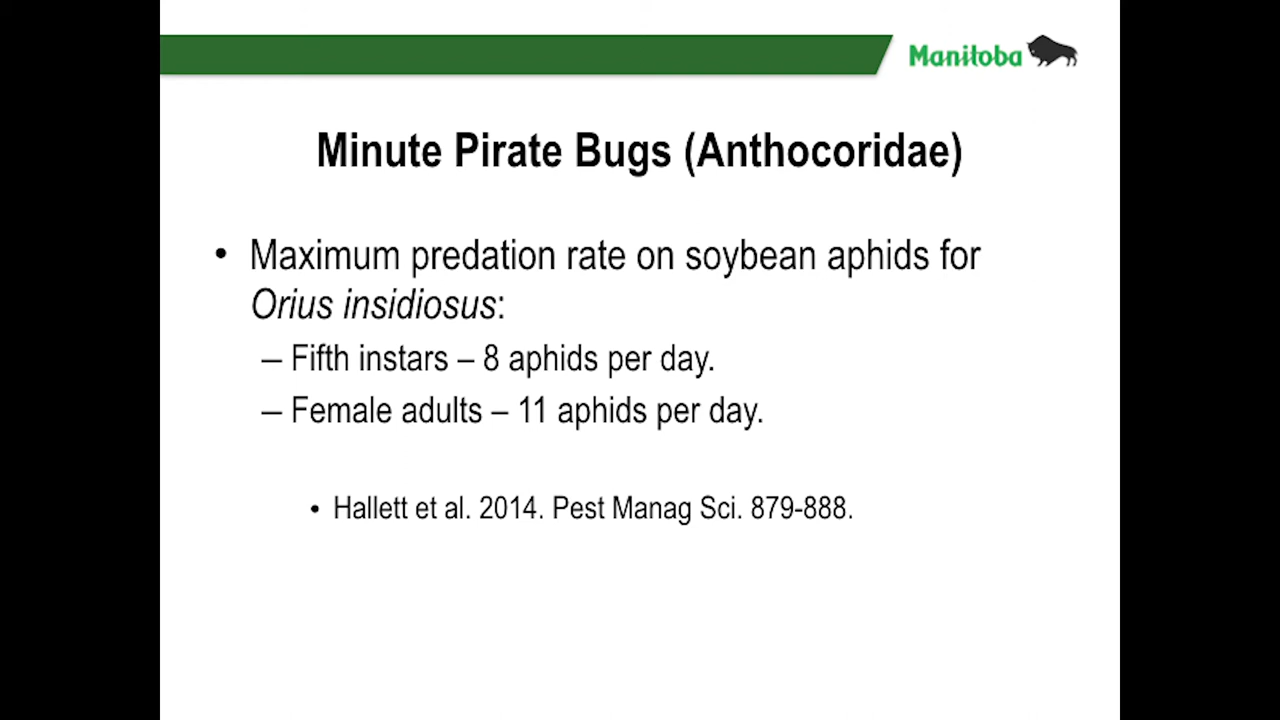 Manitoba
Minute Pirate Bugs (Anthocoridae)
• Maximum predation rate on soybean aphids for
Orius insidiosus:
– Fifth instars – 8 aphids per day.
– Female adults – 11 aphids per day.
• Hallett et al. 2014. Pest Manag Sci. 879-888.